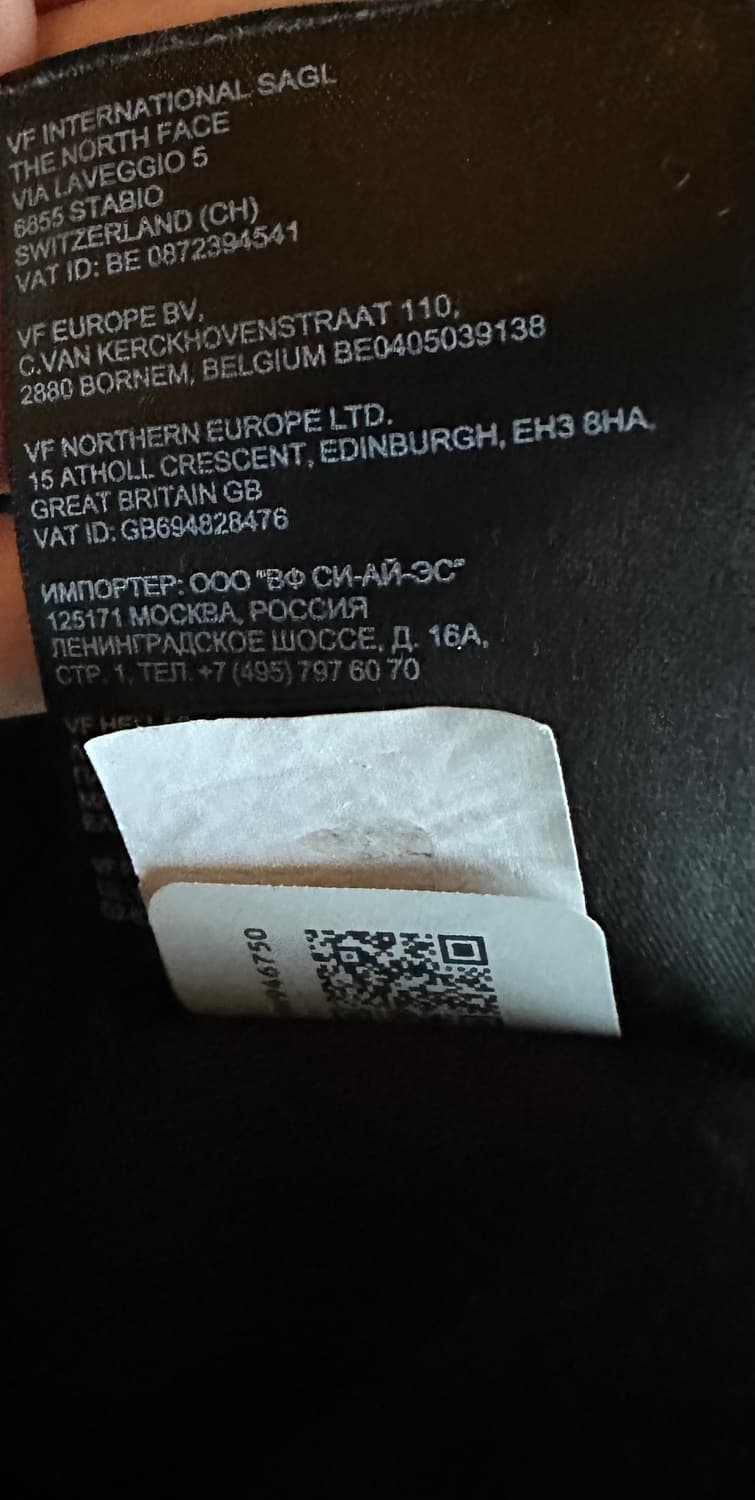 VF INTERNATIONAL SAGL
THE NORTH FACE
VIA LAVEGGIO 5
6855 STABIO
SWITZERLAND (CH)
VAT ID: BE 0872394541
VF EUROPE BV,
C.VAN KERCKHOVENSTRAAT 110,
2880 BORNEM, BELGIUM BE0405039138
VF NORTHERN EUROPE LTD.
15 ATHOLL CRESCENT, EDINBURGH, EH3 8HA,
GREAT BRITAIN GB
VAT ID: GB694828476
ИМПОРТЕР: ООО "ВФ СИ-АЙ-ЭС"
125171 МОСКВА, РОССИЯ
ЛЕНИНГРАДСКОЕ ШОССЕ, Д. 16А,
СТР. 1, ТЕЛ. +7 (495) 797 60 70
VF